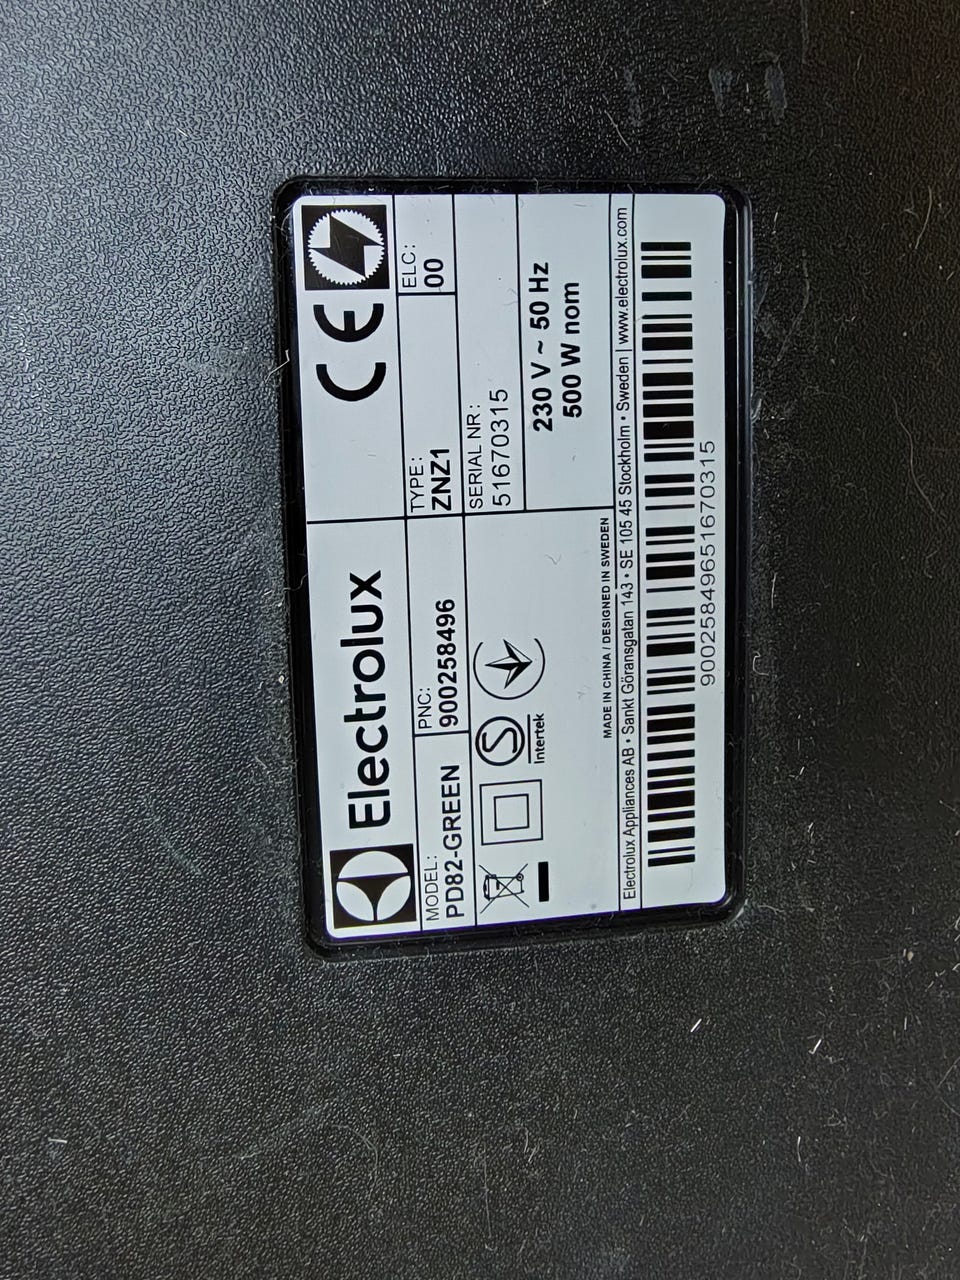 Electrolux
CE
MODEL:
PD82-GREEN
PNC:
900258496
TYPE:
ZNZ1
ELC:
00
SERIAL NR:
51670315
S
Intertek
230 V ~ 50 Hz
500 W nom
MADE IN CHINA / DESIGNED IN SWEDEN
Electrolux Appliances AB • Sankt Göransgatan 143 • SE 105 45 Stockholm • Sweden | www.electrolux.com
90025849651670315